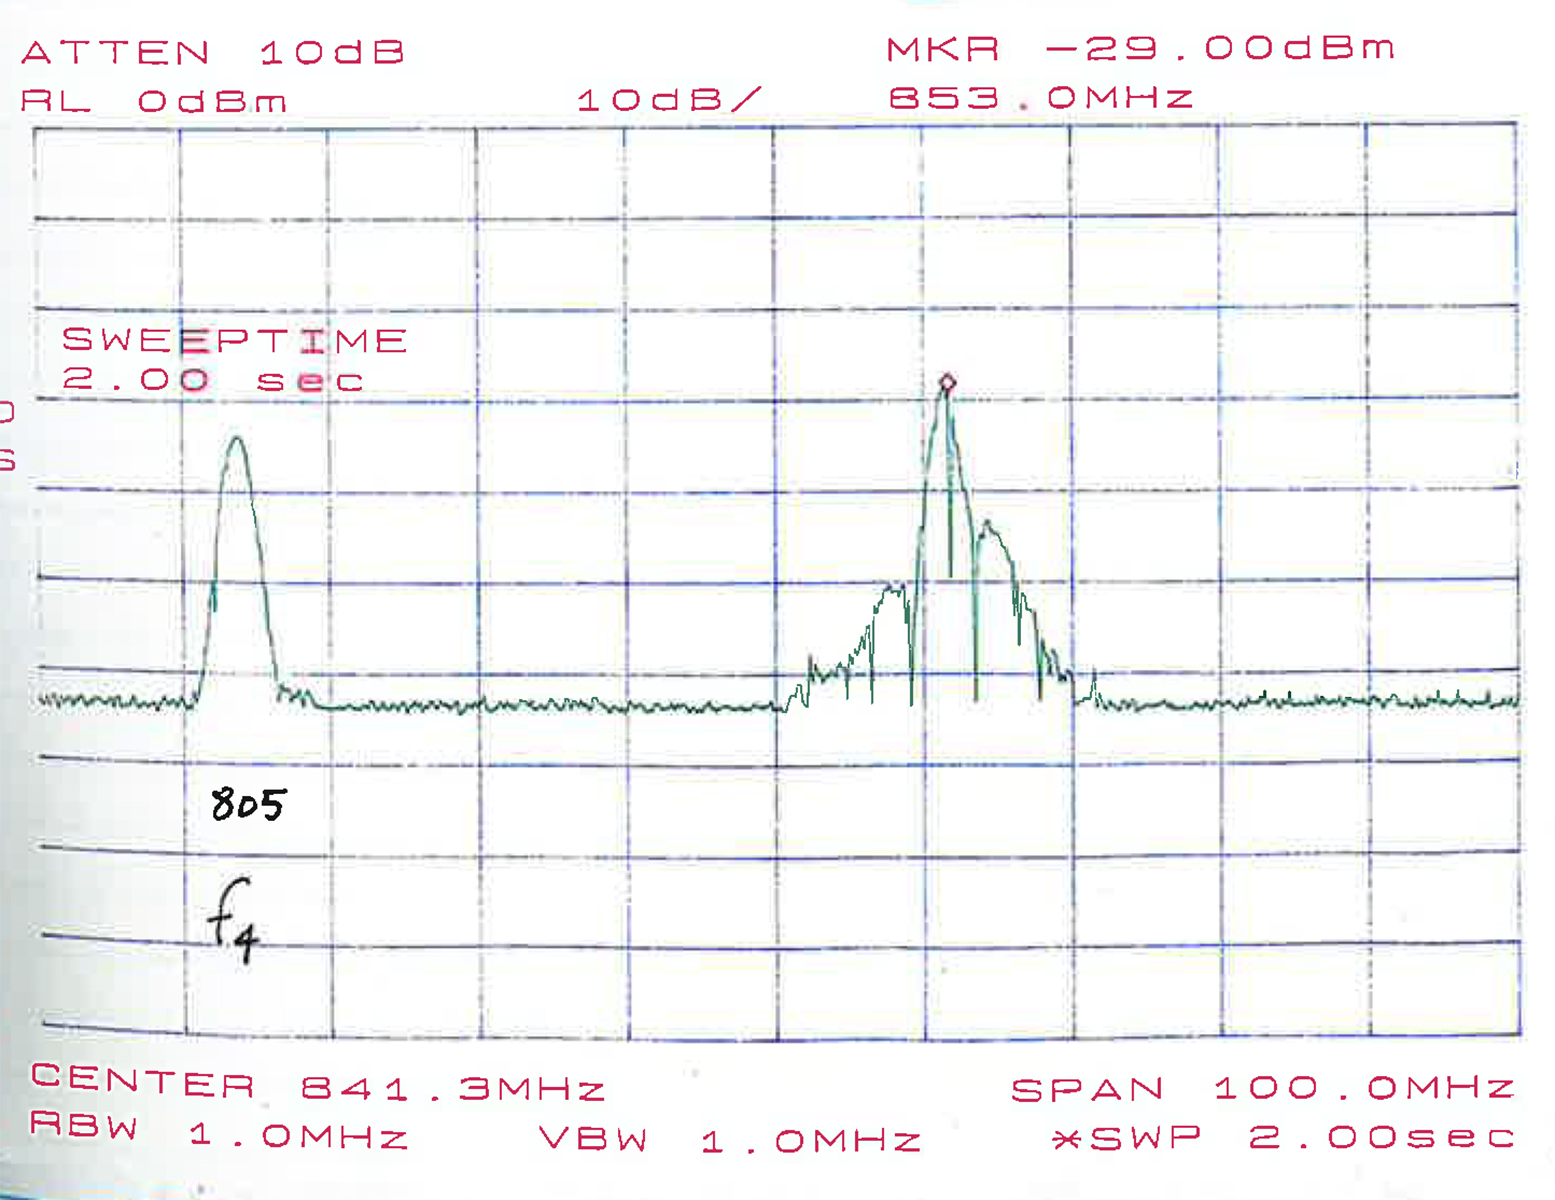 ATTEN 10dB
MKR -29.00dBm
RL 0dBm
10dB/
853.0MHz
SWEEPTIME
2.00 sec
805
f4
CENTER 841.3MHz
SPAN 100.0MHz
RBW 1.0MHz
VBW 1.0MHz
*SWP 2.00sec